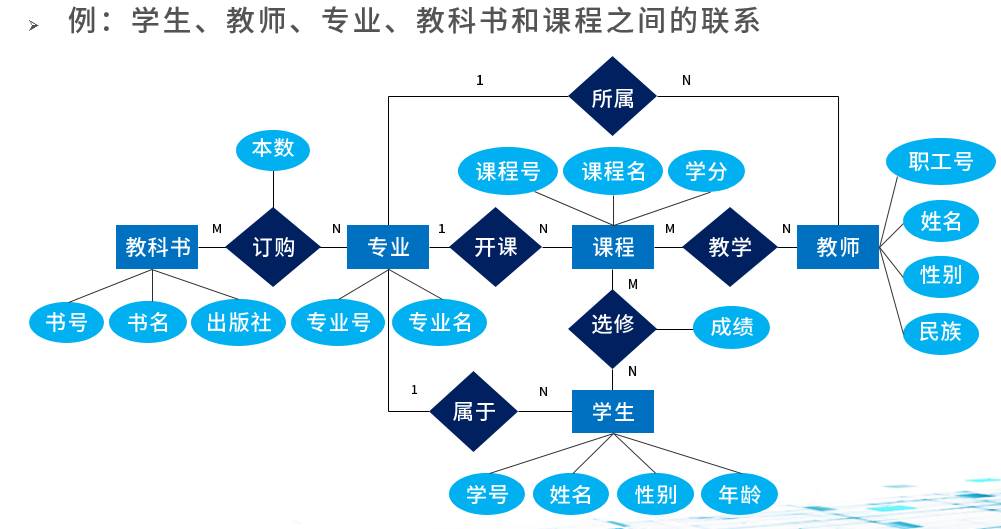 例：学生、教师、专业、教科书和课程之间的联系
1
所属
N
本数
课程号
课程名
学分
职工号
姓名
性别
民族
教科书
M
订购
N
专业
1
开课
N
课程
M
教学
N
教师
书号
书名
出版社
专业号
专业名
M
选修
成绩
N
1
属于
N
学生
学号
姓名
性别
年龄